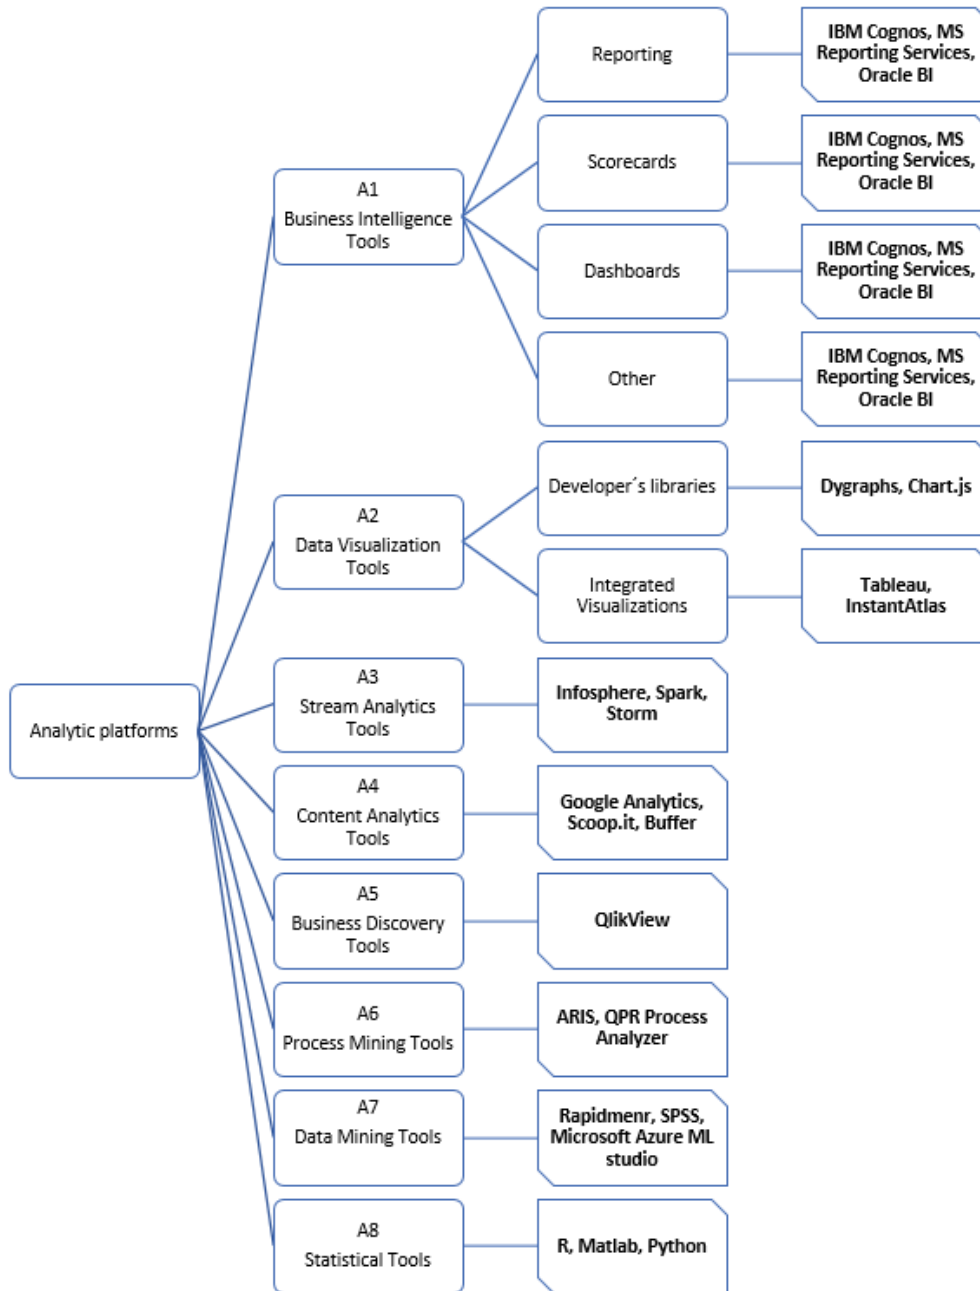 Reporting
IBM Cognos, MS
Reporting Services,
Oracle BI
Scorecards
IBM Cognos, MS
Reporting Services,
Oracle BI
A1
Business Intelligence
Tools
Dashboards
IBM Cognos, MS
Reporting Services,
Oracle BI
Other
IBM Cognos, MS
Reporting Services,
Oracle BI
A2
Data Visualization
Tools
Developer´s libraries
Dygraphs, Chart.js
Integrated
Visualizations
Tableau,
InstantAtlas
Analytic platforms
A3
Stream Analytics
Tools
Infosphere, Spark,
Storm
A4
Content Analytics
Tools
Google Analytics,
Scoop.it, Buffer
A5
Business Discovery
Tools
QlikView
A6
Process Mining Tools
ARIS, QPR Process
Analyzer
A7
Data Mining Tools
Rapidmenr, SPSS,
Microsoft Azure ML
studio
A8
Statistical Tools
R, Matlab, Python